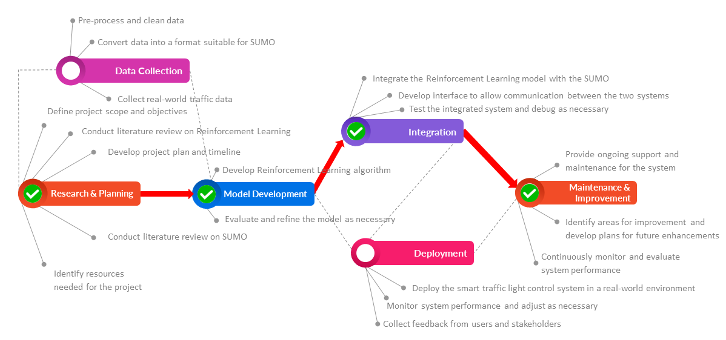 Pre-process and clean data
Convert data into a format suitable for SUMO
Data Collection
Collect real-world traffic data
Define project scope and objectives
Conduct literature review on Reinforcement Learning
Develop project plan and timeline
Research & Planning
Conduct literature review on SUMO
Identify resources
needed for the project
Develop Reinforcement Learning algorithm
Model Development
Evaluate and refine the model as necessary
Integrate the Reinforcement Learning model with the SUMO
Develop interface to allow communication between the two systems
Test the integrated system and debug as necessary
Integration
Deployment
Deploy the smart traffic light control system in a real-world environment
Monitor system performance and adjust as necessary
Collect feedback from users and stakeholders
Provide ongoing support and
maintenance for the system
Maintenance &
Improvement
Identify areas for improvement and
develop plans for future enhancements
Continuously monitor and evaluate
system performance